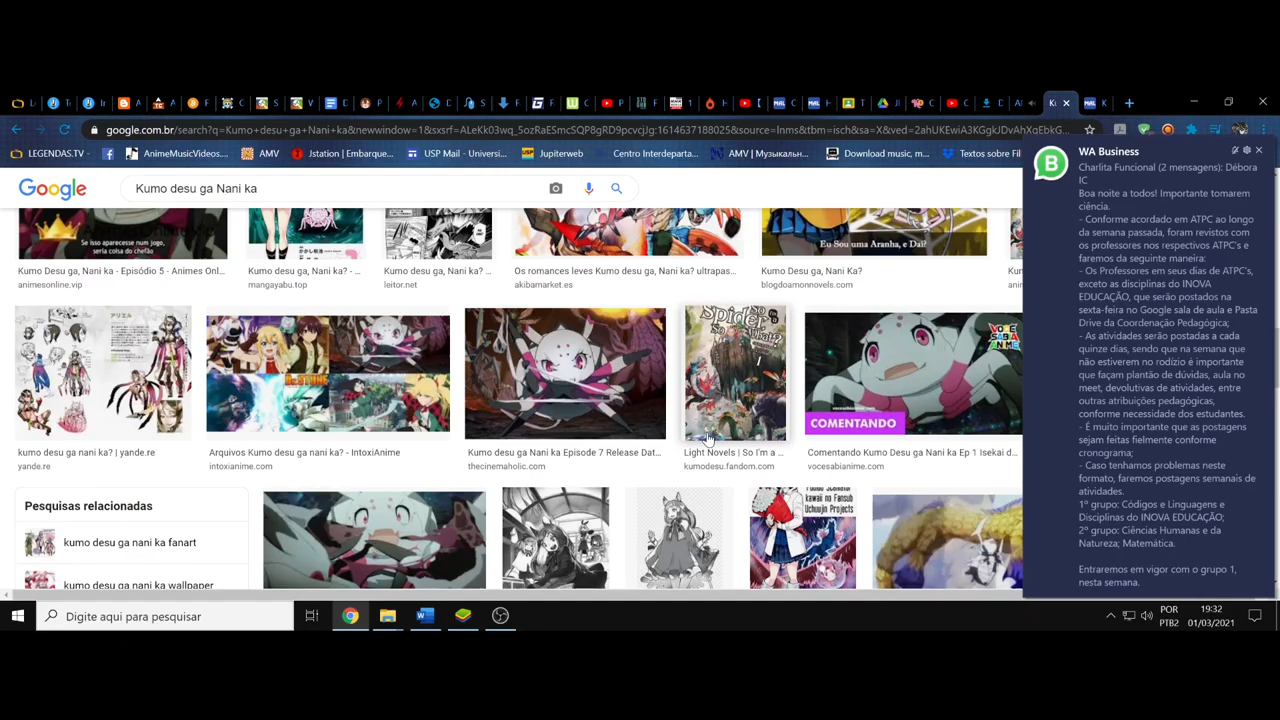 google.com.br/search?q=Kumo+desu+ga+Nani+ka&newwindow=1&sxsrf=ALeKk03wq_5ozRaESmcSQP8gRD9pcvcjJg:1614637188025&source=lnms&tbm=isch&sa=X&ved=2ahUKEwiA3KGgkJDvAhXqEbkG...
LEGENDAS.TV
AnimeMusicVideos...
AMV
Jstation | Embarque...
USP Mail - Universi...
Jupiterweb
Centro Interdeparta...
AMV | Музыкальн...
Download music, m...
Textos sobre Fil
Google
Kumo desu ga Nani ka
Se isso aparecesse num jogo,
seria coisa do chefão
Eu Sou uma Aranha, e Daí?
Kumo Desu ga, Nani ka - Episódio 5 - Animes Onl...
animesonline.vip
Kumo desu ga, Nani ka? - ...
mangayabu.top
Kumo desu ga, Nani ka? ...
leitor.net
Os romances leves Kumo desu ga, Nani ka? ultrapas...
akibamarket.es
Kumo Desu ga, Nani Ka?
blogdoamonnovels.com
So I'm a
Spider
So What?
1
VOCÊ
SABIA
ANIME
COMENTANDO
kumo desu ga nani ka? | yande.re
yande.re
Arquivos Kumo desu ga nani ka? - IntoxiAnime
intoxianime.com
Kumo desu ga nani ka Episode 7 Release Dat...
thecinemaholic.com
Light Novels | So I'm a ...
kumodesu.fandom.com
Comentando Kumo Desu Ga Nani Ka Ep 1 Isekai d...
vocesabianime.com
Pesquisas relacionadas
kumo desu ga nani ka fanart
kumo desu ga nani ka wallpaper
kawaii no Fansub
Uchuujin Projects
WA Business
Charlita Funcional (2 mensagens): Débora
IC
Boa noite a todos! Importante tomarem
ciência.
- Conforme acordado em ATPC ao longo
da semana passada, foram revistos com
os professores nos respectivos ATPC's e
faremos da seguinte maneira:
- Os Professores em seus dias de ATPC's,
exceto as disciplinas do INOVA
EDUCAÇÃO, que serão postados na
sexta-feira no Google sala de aula e Pasta
Drive da Coordenação Pedagógica;
- As atividades serão postadas a cada
quinze dias, sendo que na semana que
não estiverem no rodízio é importante
que façam plantão de dúvidas, aula no
meet, devolutivas de atividades, entre
outras atribuições pedagógicas,
conforme necessidade dos estudantes.
- É muito importante que as postagens
sejam feitas fielmente conforme
cronograma;
- Caso tenhamos problemas neste
formato, faremos postagens semanais de
atividades.
1º grupo: Códigos e Linguagens e
Disciplinas do INOVA EDUCAÇÃO;
2º grupo: Ciências Humanas e da
Natureza; Matemática.
Entraremos em vigor com o grupo 1,
nesta semana.
Digite aqui para pesquisar
POR
PTB2
19:32
01/03/2021